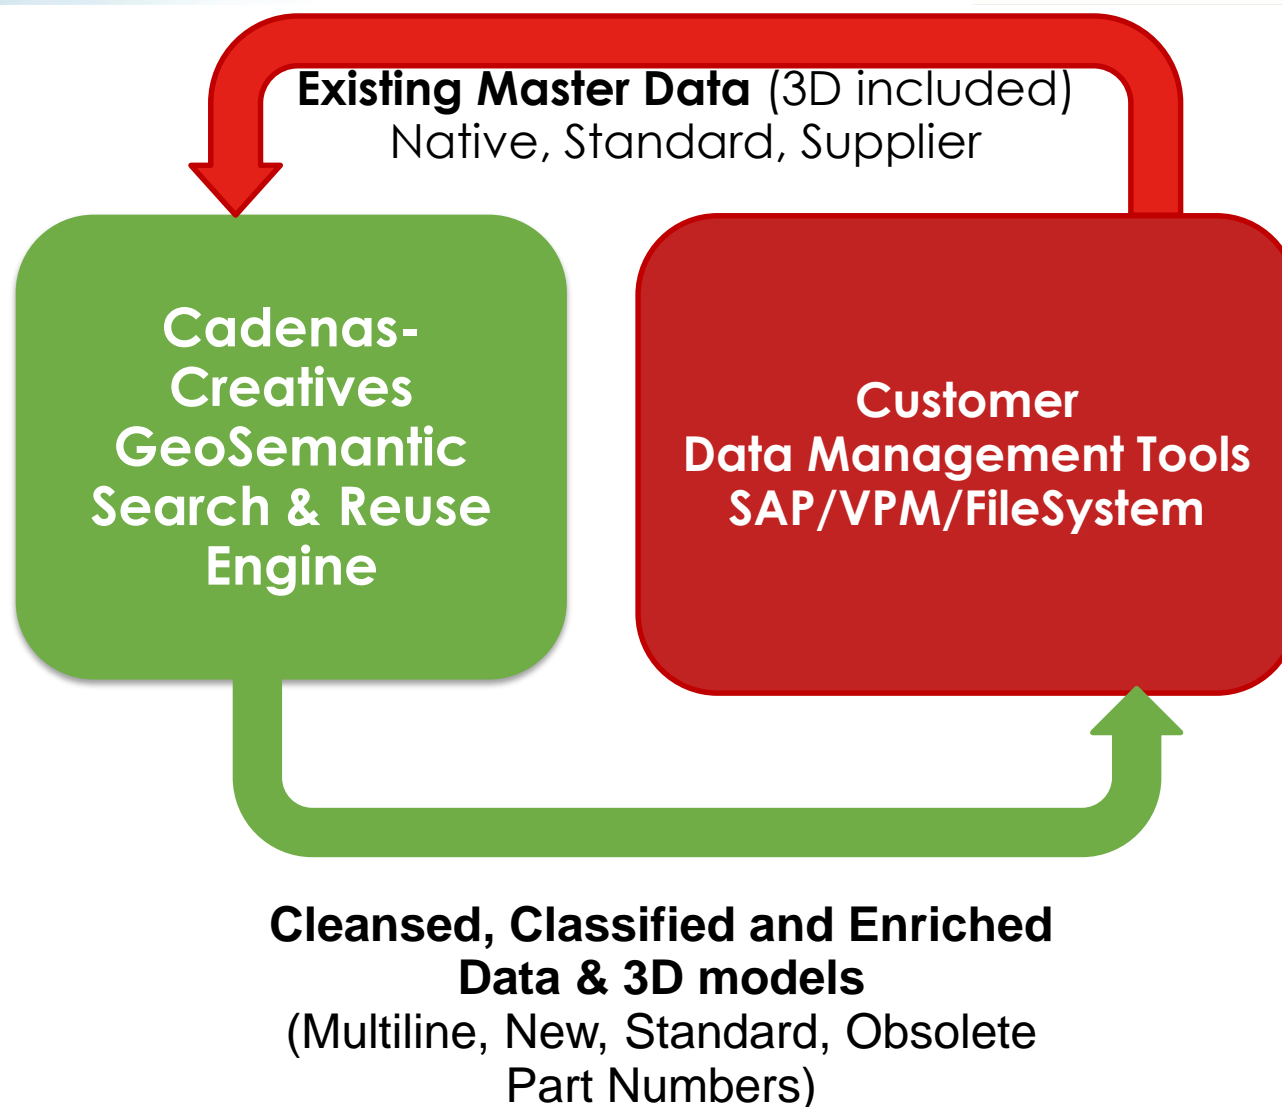 Existing Master Data (3D included)
Native, Standard, Supplier
Cadenas-
Creatives
GeoSemantic
Search & Reuse
Engine
Customer
Data Management Tools
SAP/VPM/FileSystem
Cleansed, Classified and Enriched
Data & 3D models
(Multiline, New, Standard, Obsolete
Part Numbers)